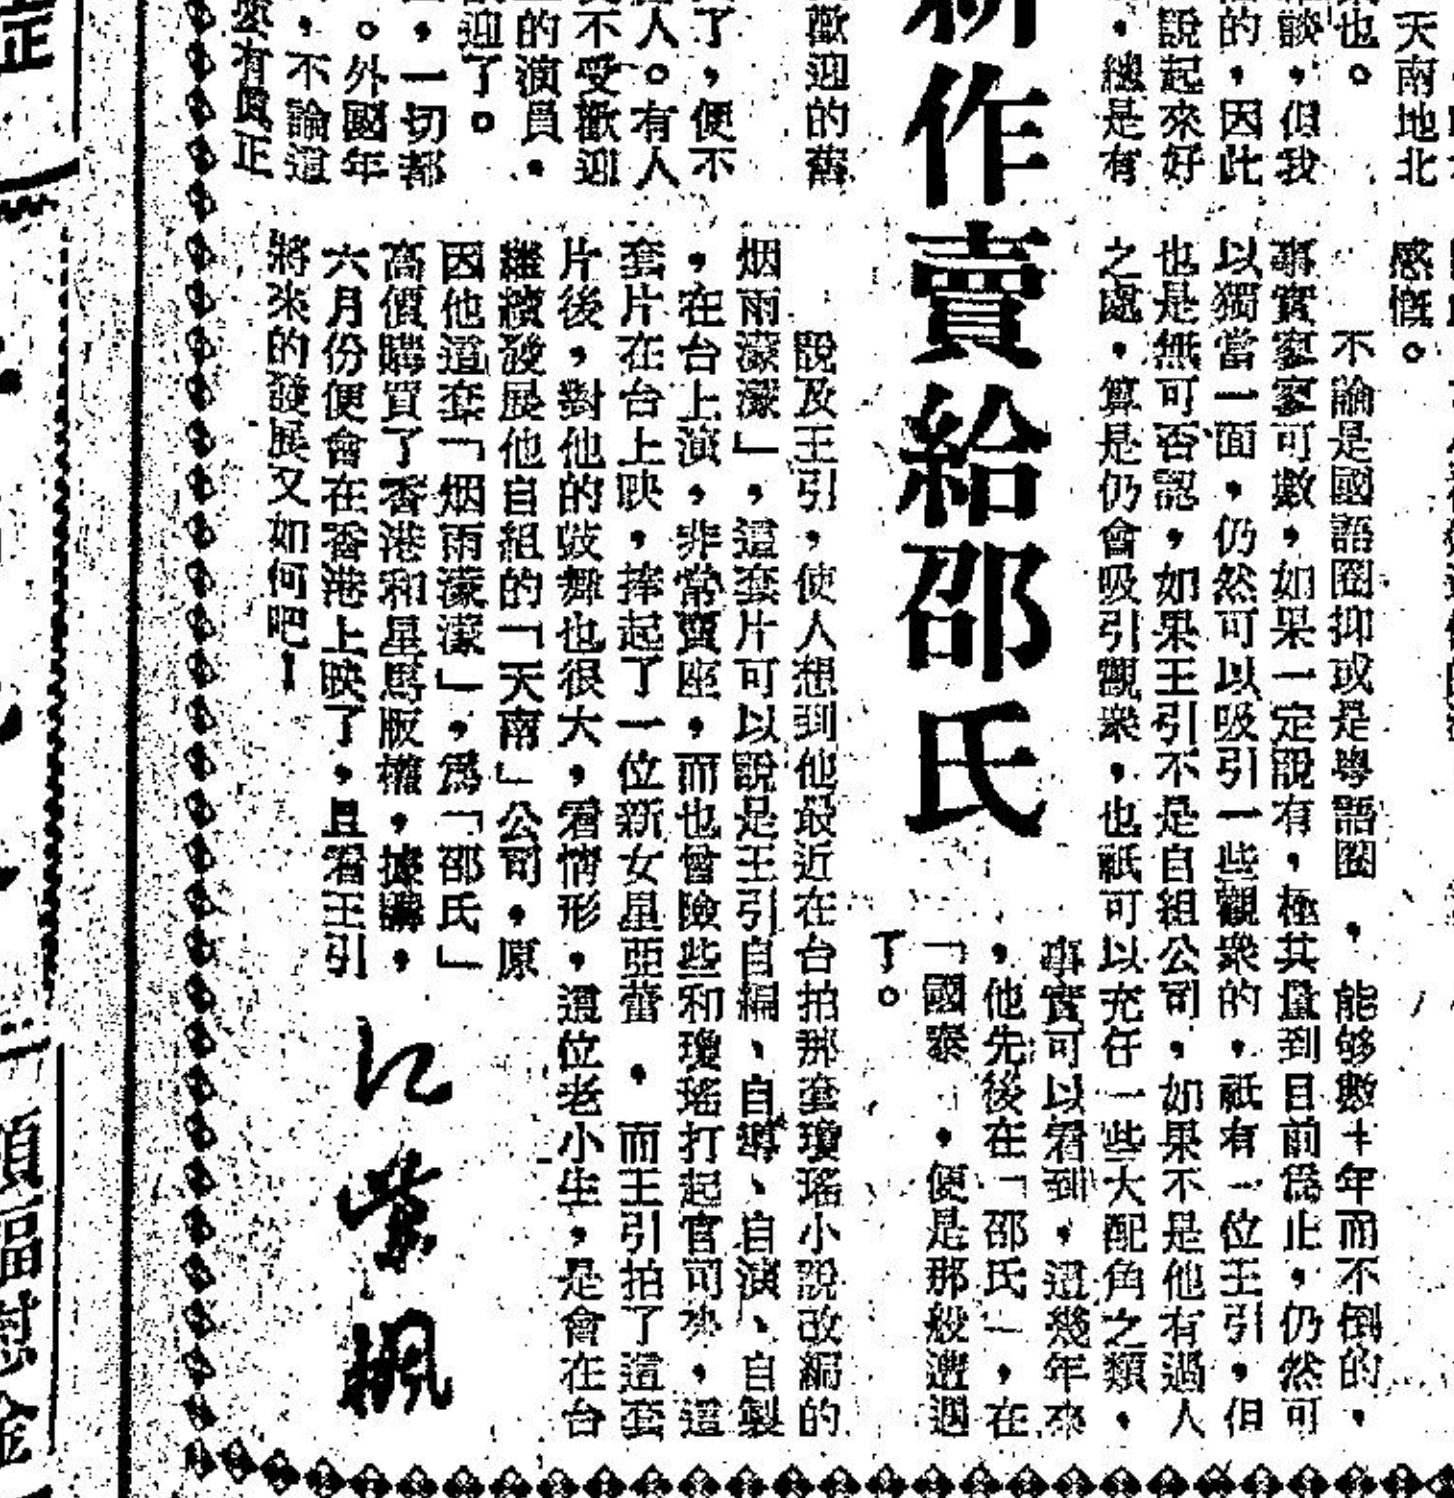 天南地北
也。
談，但我
的，因此
說起來好
，總是有
新作賣給邵氏
歡迎的舊
了，便不
人。有人
不受歡迎
的演員，
迎了。
，一切都
。外國年
，不論這
有眞正
感慨。
不論是國語圈抑或是粤語圈，能够數十年而不倒的，
事實寥寥可數，如果一定說有，極其量到目前爲止，仍然可
以獨當一面，仍然可以吸引一些觀衆的，祇有一位王引，但
也是無可否認，如果王引不是自組公司，如果不是他有過人
之處，算是仍會吸引觀衆，也祇可以充任一些大配角之類，
事實可以看到，這幾年來
，他先後在「邵氏」，在
「國泰」，便是那般遭遇
了。
說及王引，使人想到他最近在台拍那套瓊瑤小說改編的
烟雨濛濛」，這套片可以說是王引自編、自導、自演、自製
，在台上演，非常賣座，而也曾險些和瓊瑤打起官司來，這
套片在台上映，捧起了一位新女星亞蕾，而王引拍了這套
片後，對他的鼓舞也很大，看情形，這位老小生，是會在台
繼續發展他自組的「天南」公司，原
因他這套「烟雨濛濛」，爲「邵氏」
高價購買了香港和星馬版權，據講，
六月份便會在香港上映了，且看王引
將來的發展又如何吧！
江紫楓